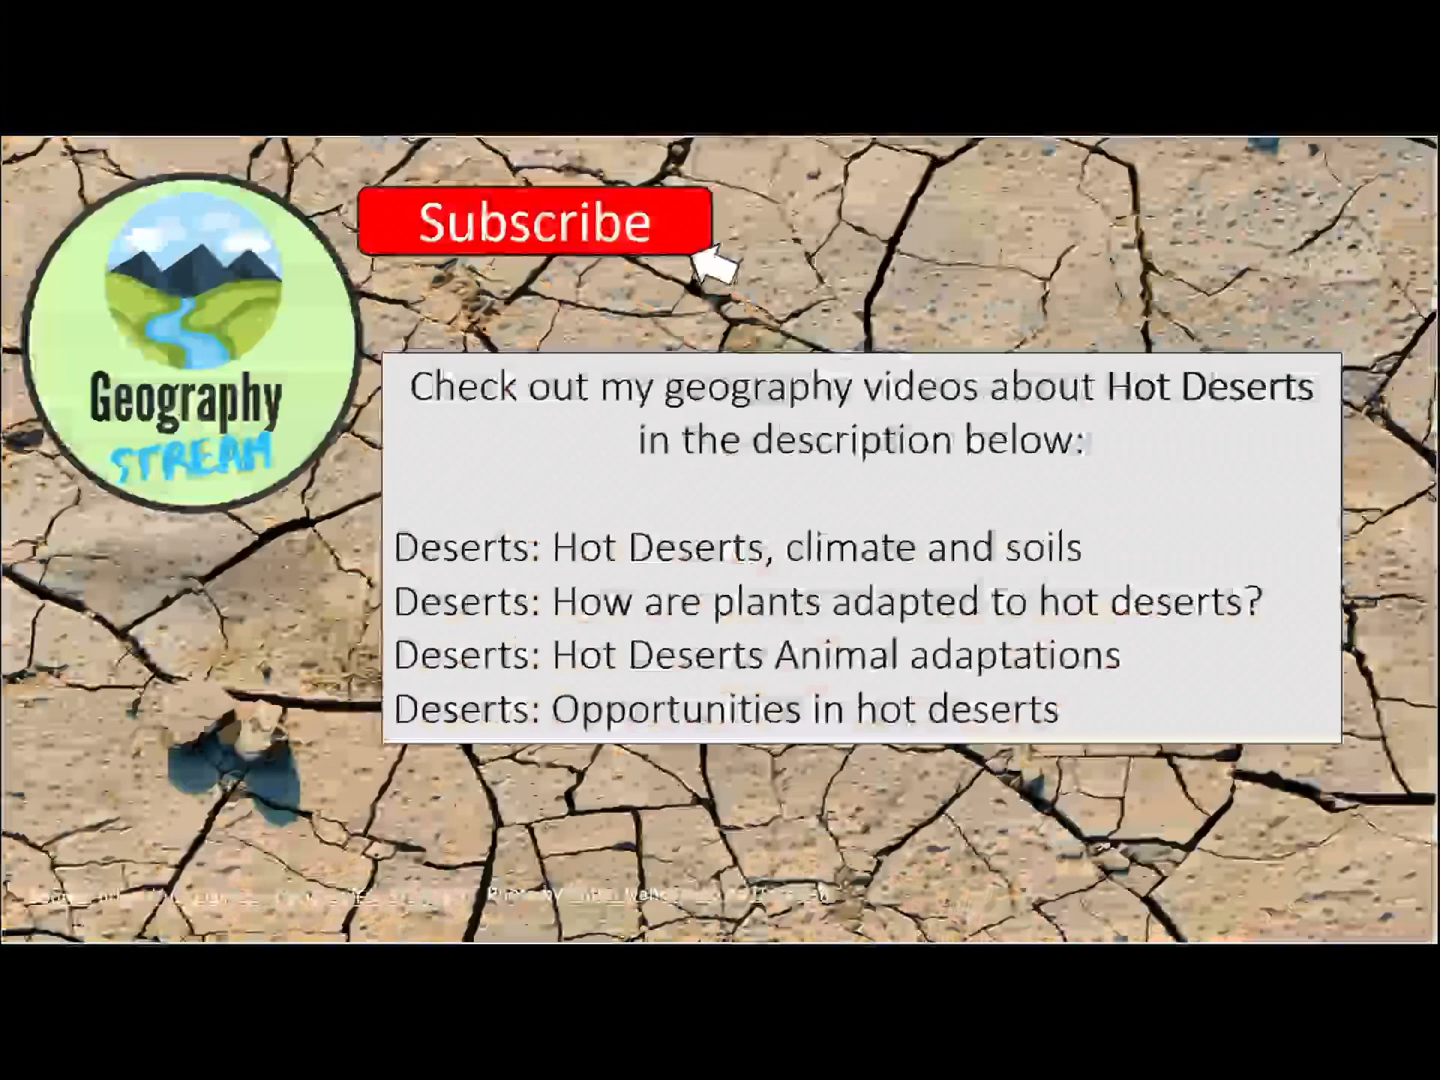 Subscribe
Geography
STREAM
Check out my geography videos about Hot Deserts
in the description below:
Deserts: Hot Deserts, climate and soils
Deserts: How are plants adapted to hot deserts?
Deserts: Hot Deserts Animal adaptations
Deserts: Opportunities in hot deserts
Photo by